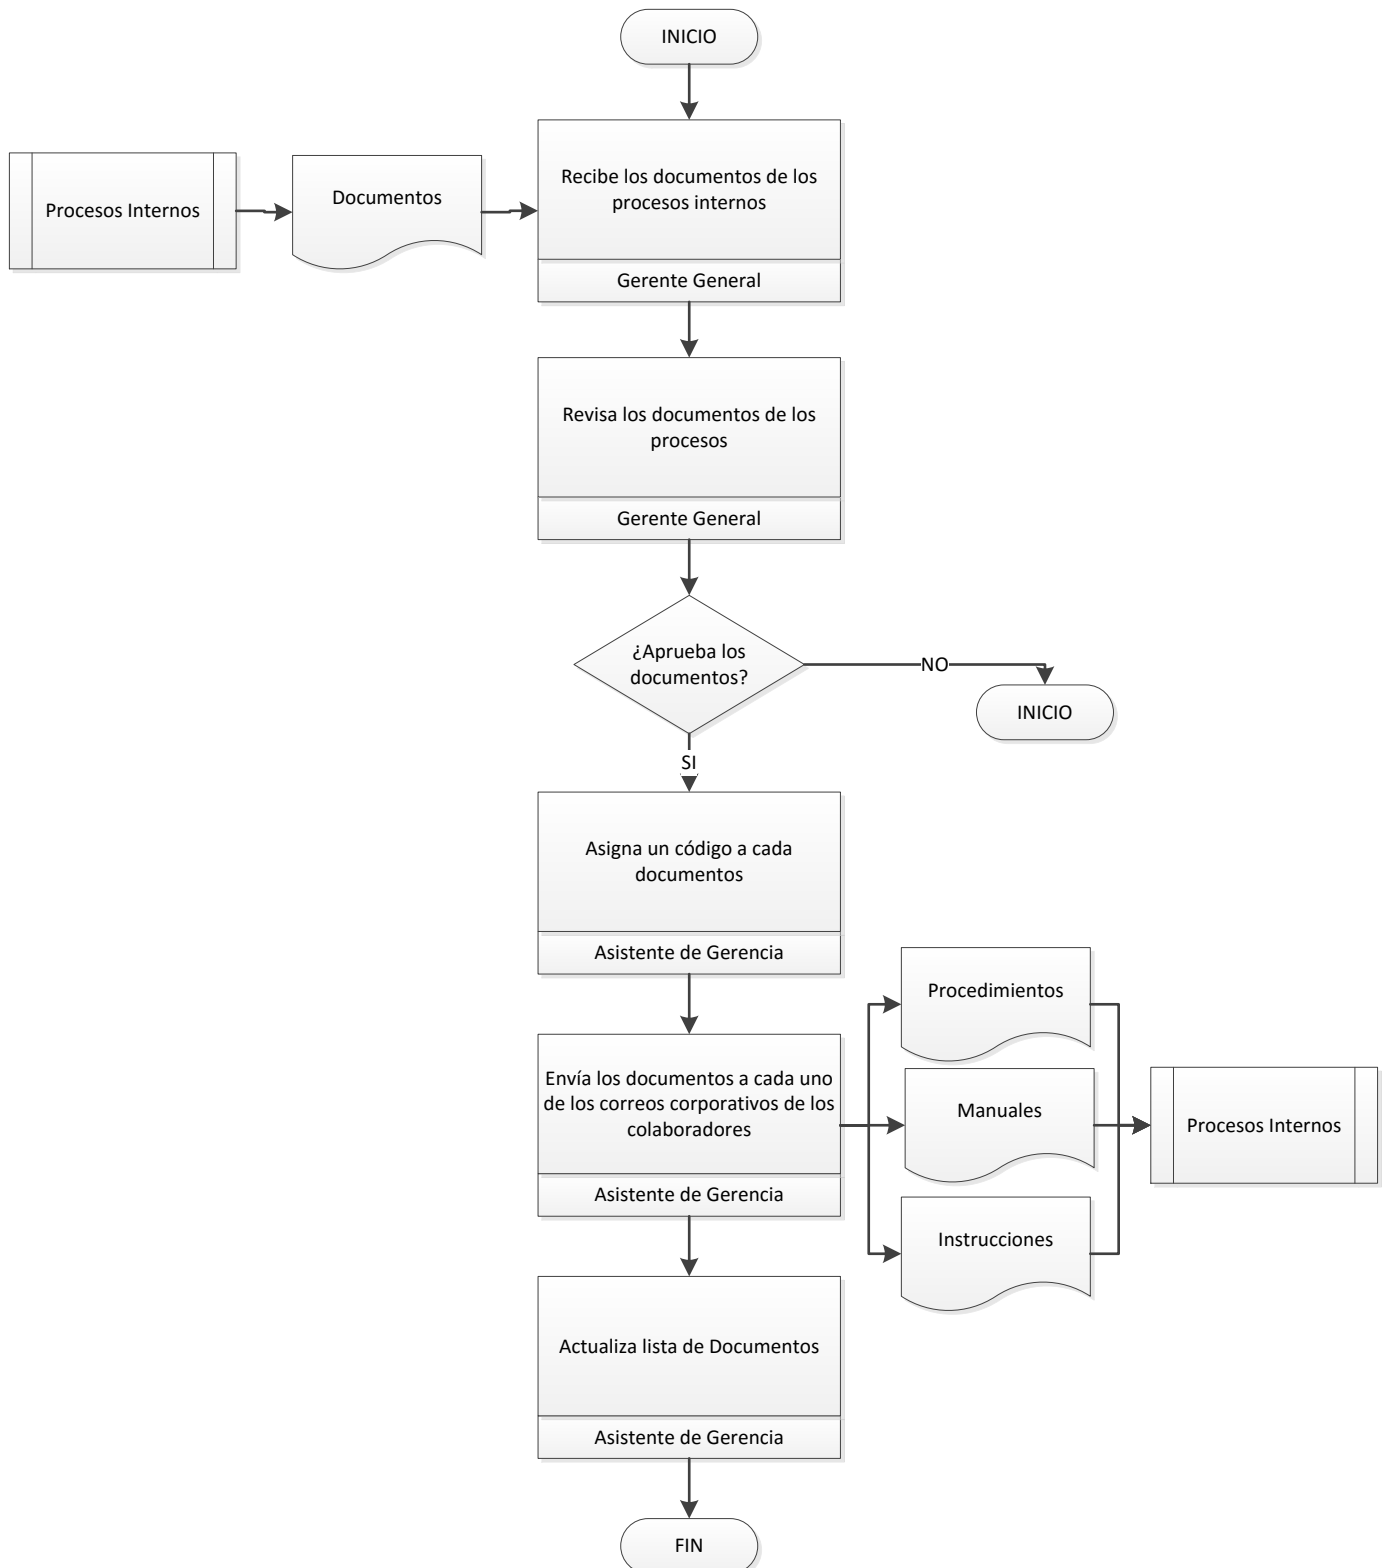 INICIO
Procesos Internos
Documentos
Recibe los documentos de los
procesos internos
Gerente General
Revisa los documentos de los
procesos
Gerente General
¿Aprueba los
documentos?
NO
INICIO
SI
Asigna un código a cada
documentos
Asistente de Gerencia
Envía los documentos a cada uno
de los correos corporativos de los
colaboradores
Asistente de Gerencia
Procedimientos
Manuales
Instrucciones
Procesos Internos
Actualiza lista de Documentos
Asistente de Gerencia
FIN